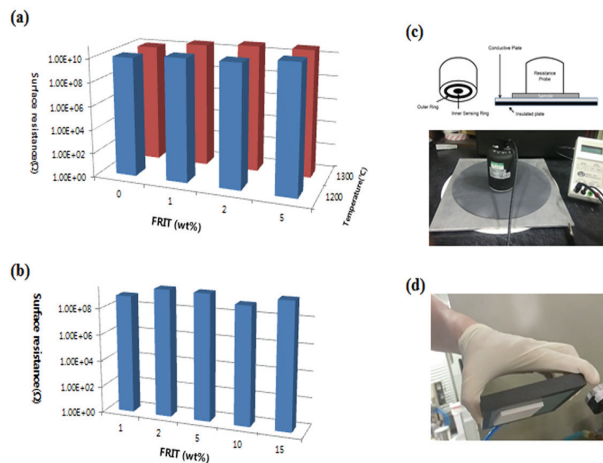 (a)
1.00E+10
1.00E+08
1.00E+06
1.00E+04
1.00E+02
1.00E+00
Surface resistance(Ω)
0
1
2
5
FRIT (wt%)
1200
1300
Temperature(℃)
(b)
1.00E+08
1.00E+06
1.00E+04
1.00E+02
1.00E+00
Surface resistance(Ω)
1
2
5
10
15
FRIT (wt%)
(c)
Conductive Plate
Resistance
Probe
Outer Ring
Inner Sensing Ring
Insulated plate
(d)